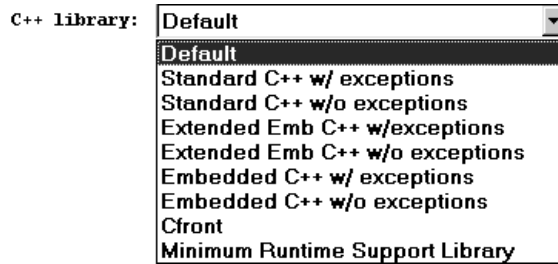 C++ library: Default
Default
Standard C++ w/ exceptions
Standard C++ w/o exceptions
Extended Emb C++ w/exceptions
Extended Emb C++ w/o exceptions
Embedded C++ w/ exceptions
Embedded C++ w/o exceptions
Cfront
Minimum Runtime Support Library